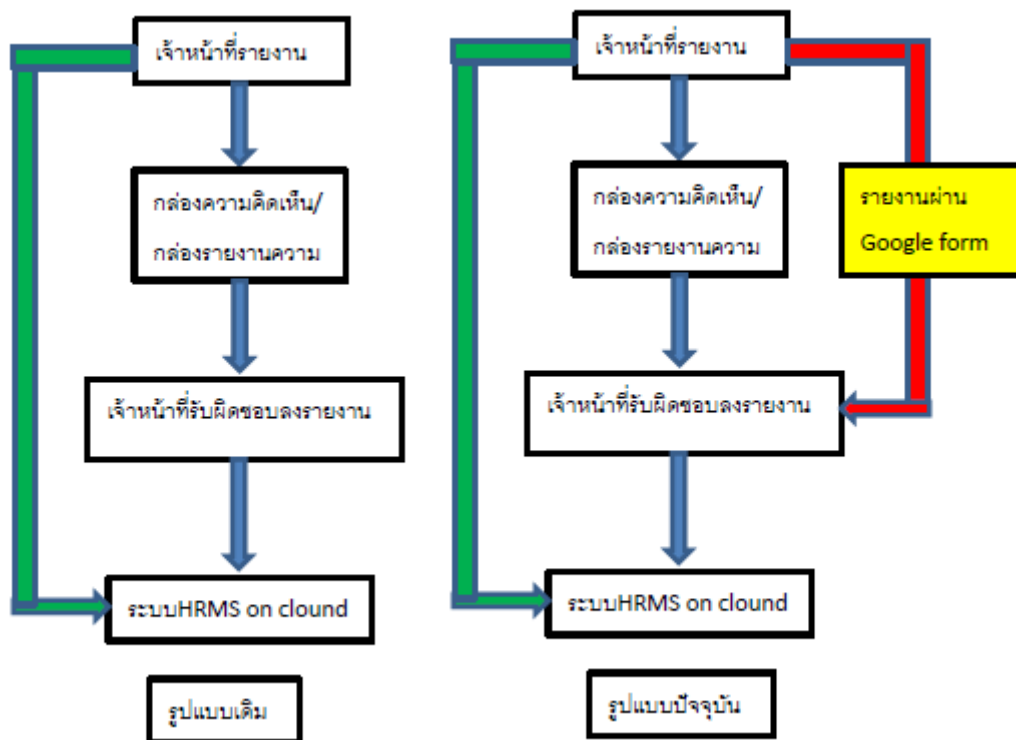 เจ้าหน้าที่รายงาน
กล่องความคิดเห็น/
กล่องรายงานความ
เจ้าหน้าที่รับผิดชอบลงรายงาน
ระบบHRMS on clound
รูปแบบเดิม
เจ้าหน้าที่รายงาน
กล่องความคิดเห็น/
กล่องรายงานความ
รายงานผ่าน
Google form
เจ้าหน้าที่รับผิดชอบลงรายงาน
ระบบHRMS on clound
รูปแบบปัจจุบัน